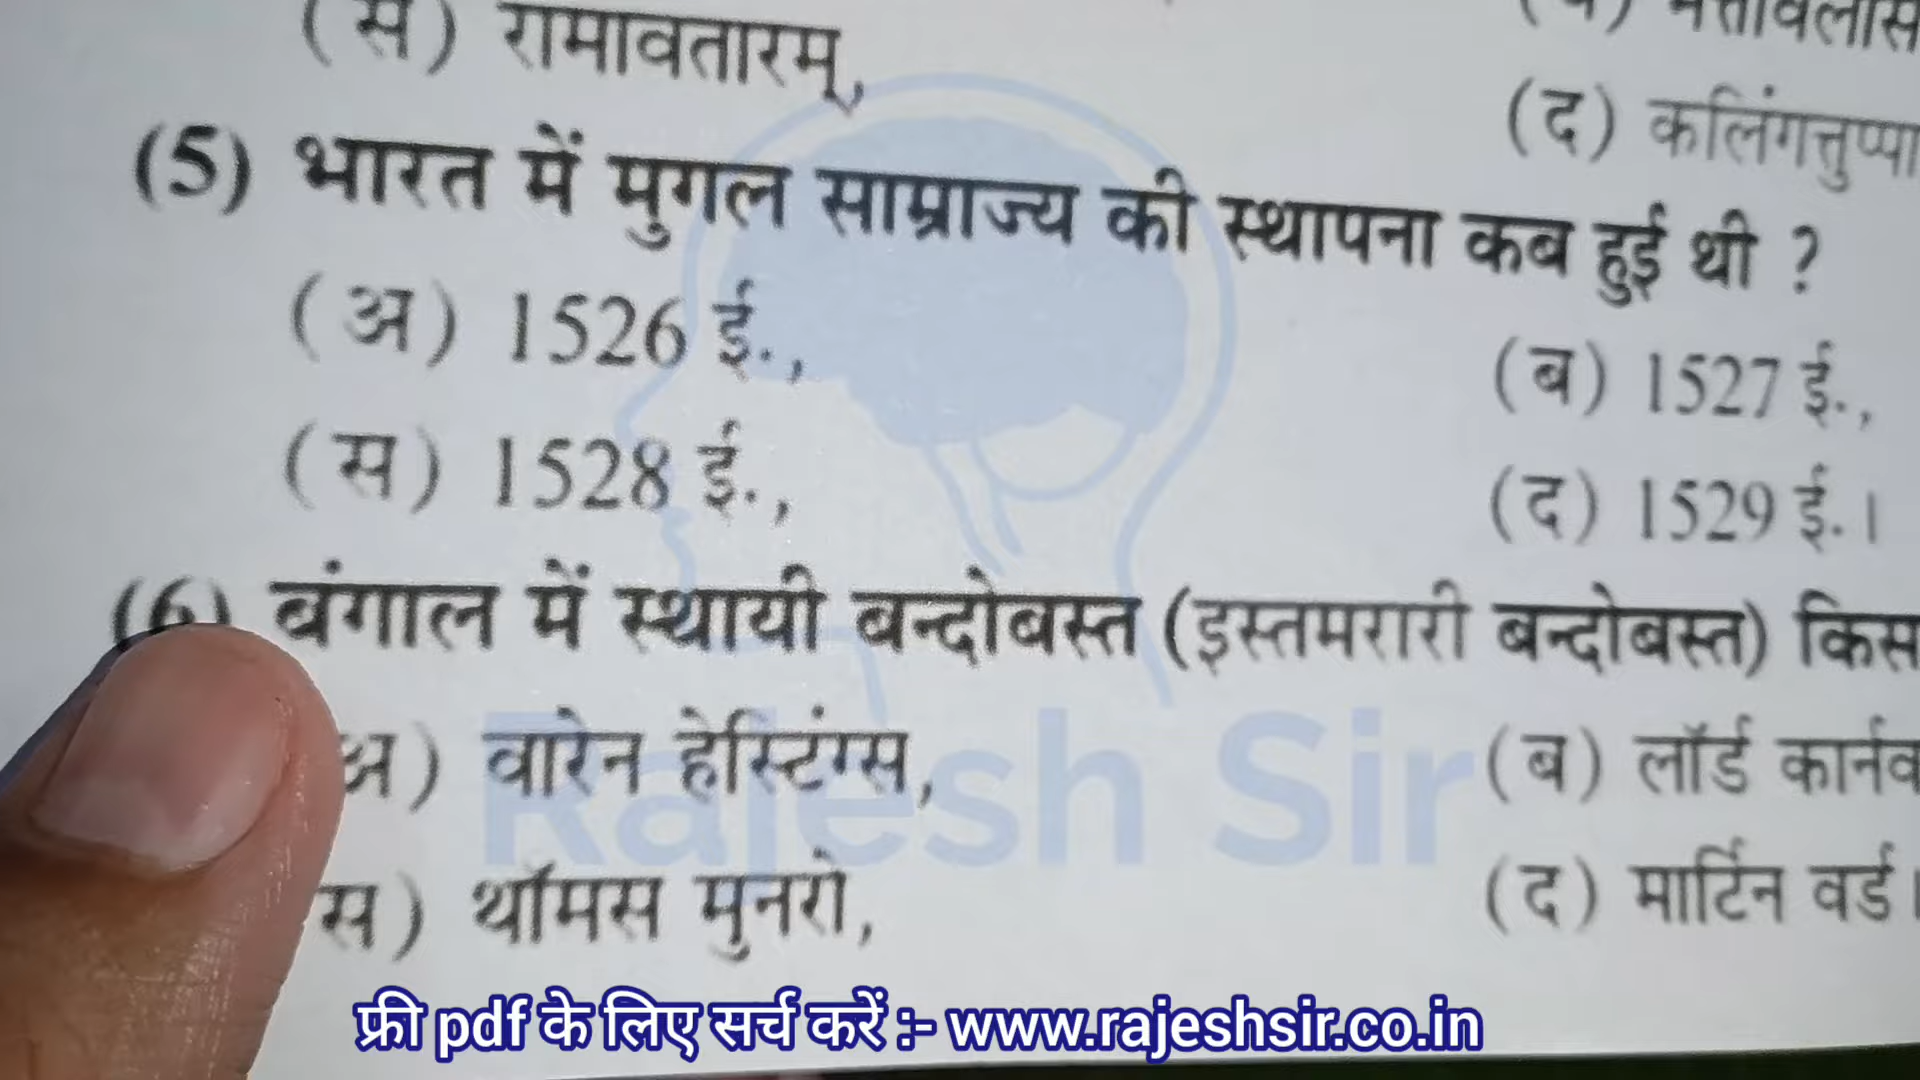 (स) रामावतारम्,
(द) कलिंगत्तुप्पा
(5) भारत में मुगल साम्राज्य की स्थापना कब हुई थी ?
(अ) 1526 ई.,
(ब) 1527 ई.,
(स) 1528 ई.,
(द) 1529 ई.।
(6) बंगाल में स्थायी बन्दोबस्त (इस्तमरारी बन्दोबस्त) किस
अ) वारेन हेस्टिंग्स,
(ब) लॉर्ड कार्नव
स) थॉमस मुनरो,
(द) मार्टिन वर्ड।
Rajesh Sir
फ्री pdf के लिए सर्च करें :- www.rajeshsir.co.in